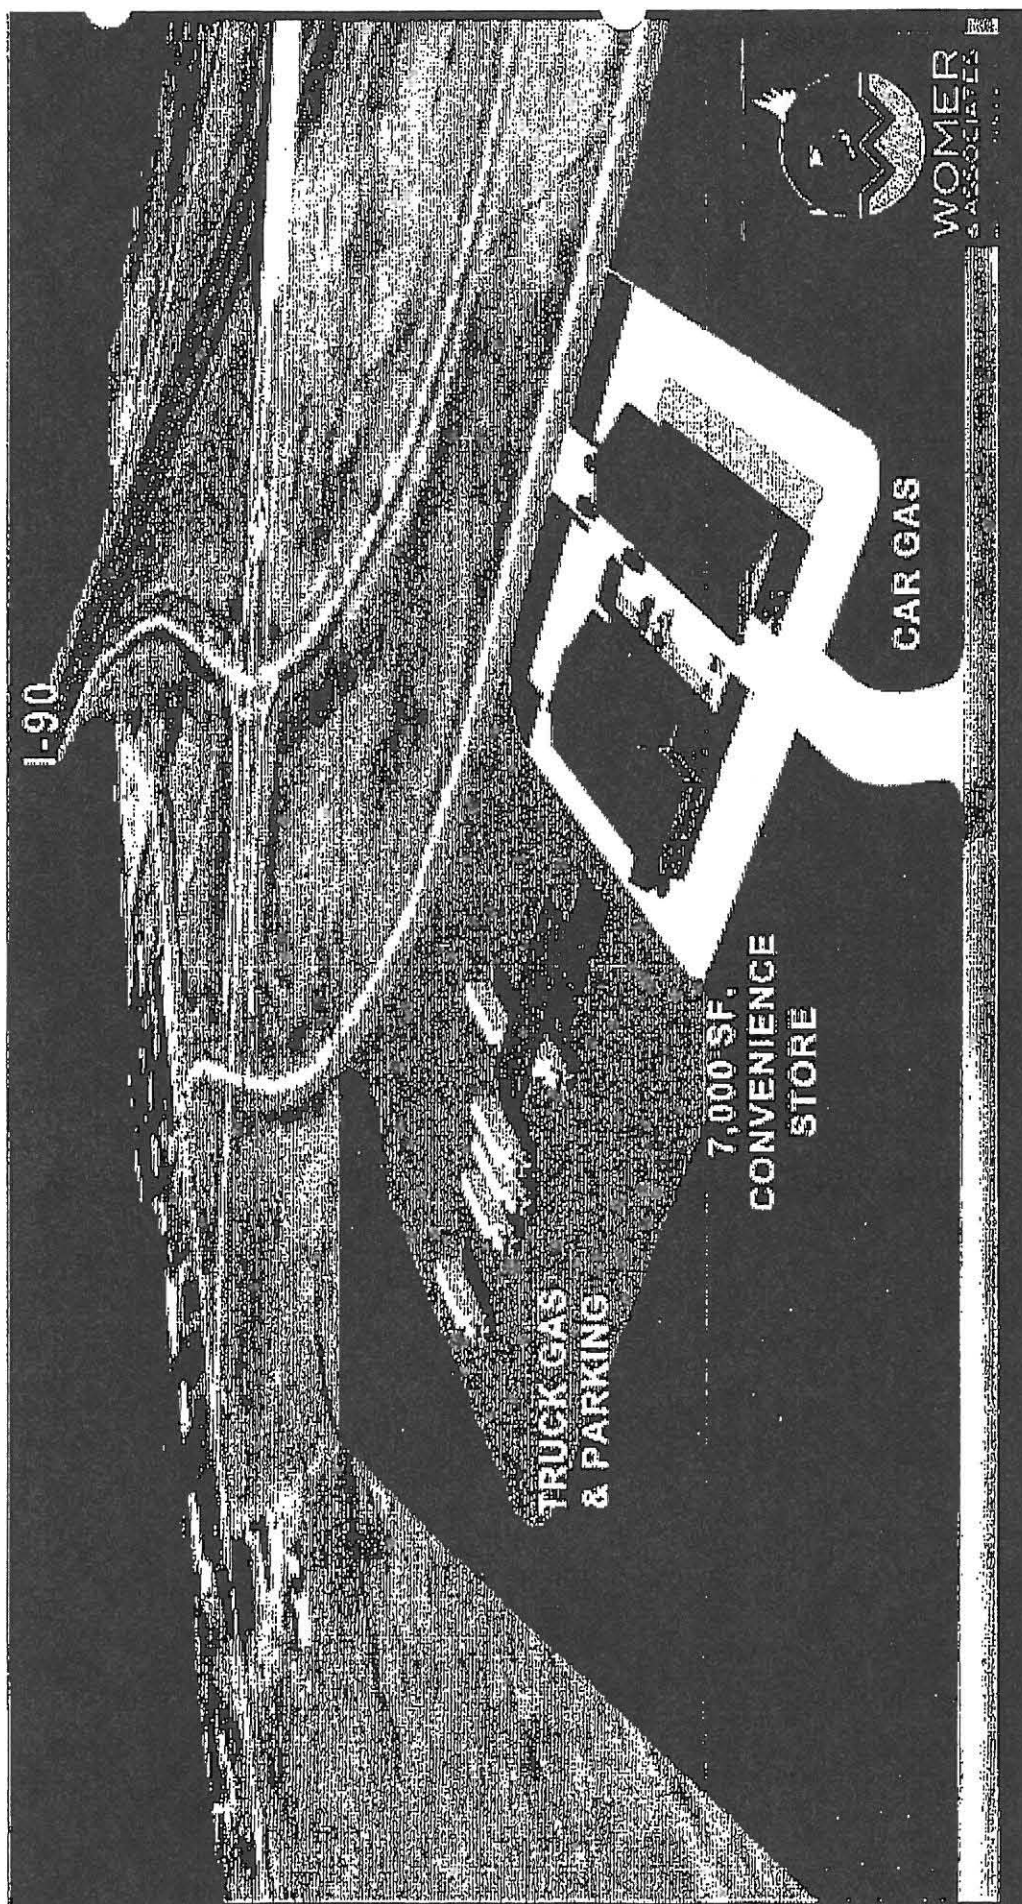 I-90
TRUCK GAS
& PARKING
7,000 SF.
CONVENIENCE
STORE
CAR GAS
WOMER
& ASSOCIATES